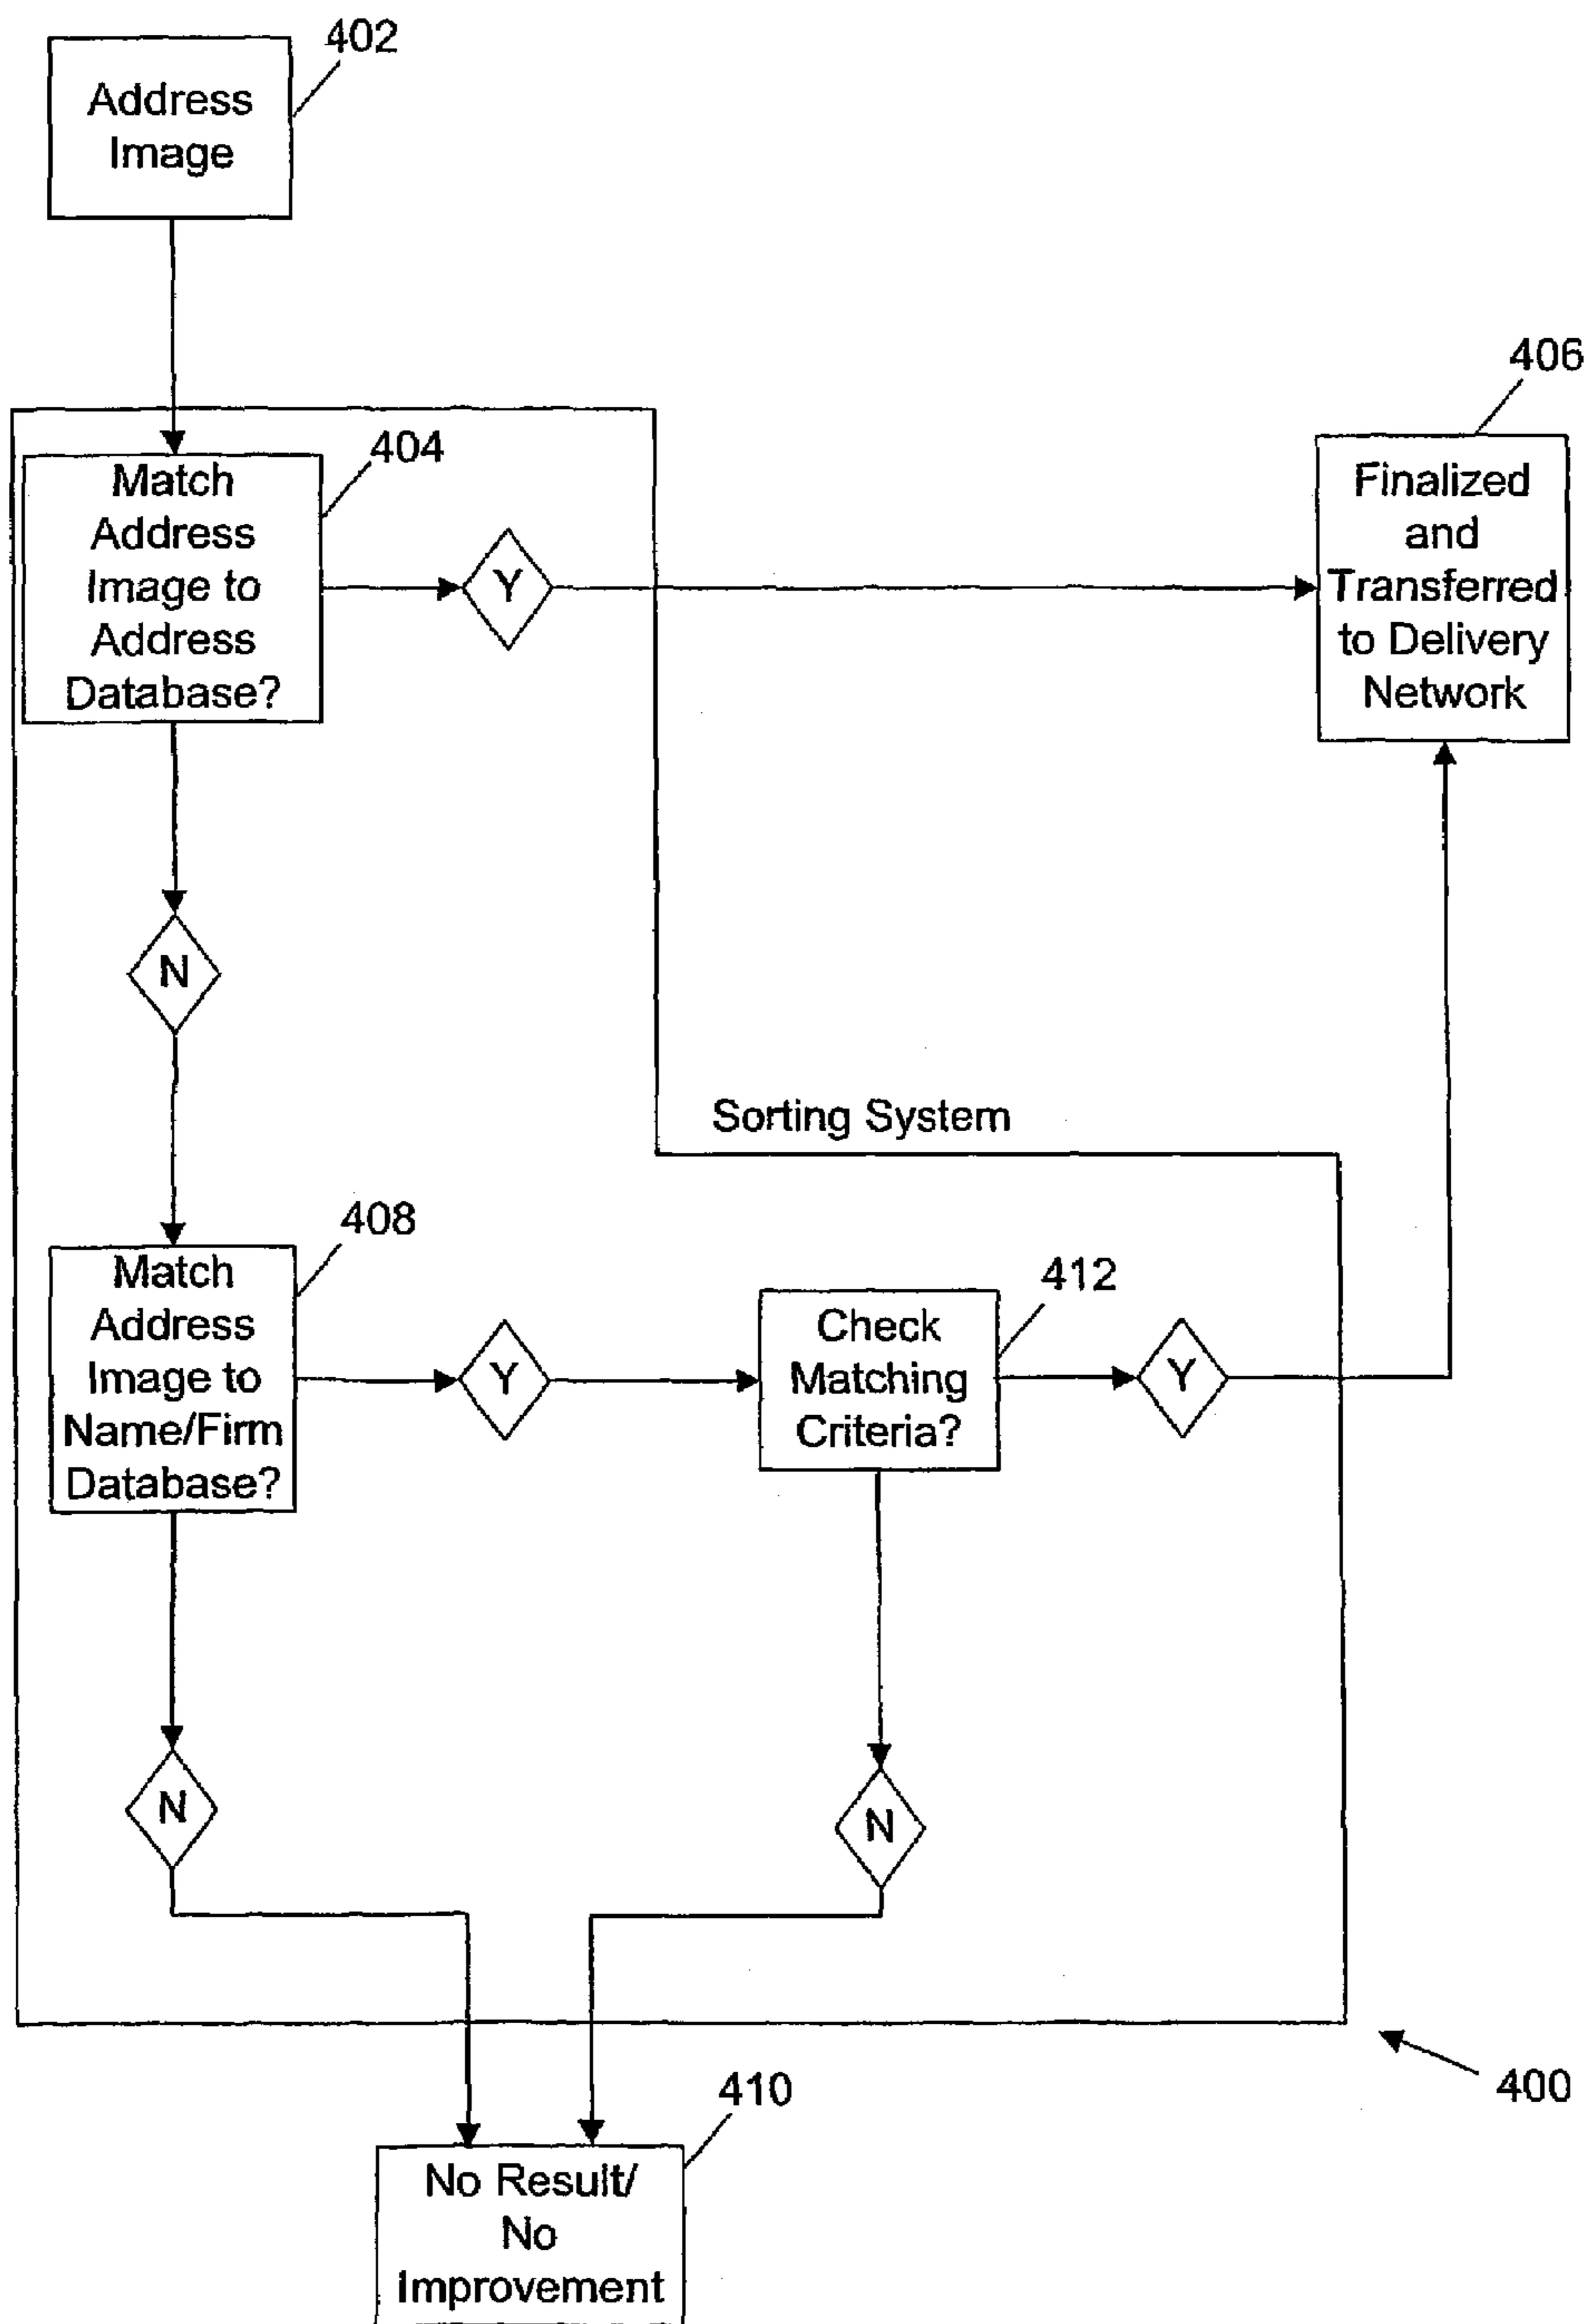 402
Address
Image
406
404
Match
Address
Image to
Address
Database?
Y
Finalized
and
Transferred
to Delivery
Network
N
Sorting System
408
Match
Address
Image to
Name/Firm
Database?
Y
412
Check
Matching
Criteria?
Y
N
N
400
410
No Result/
No
Improvement